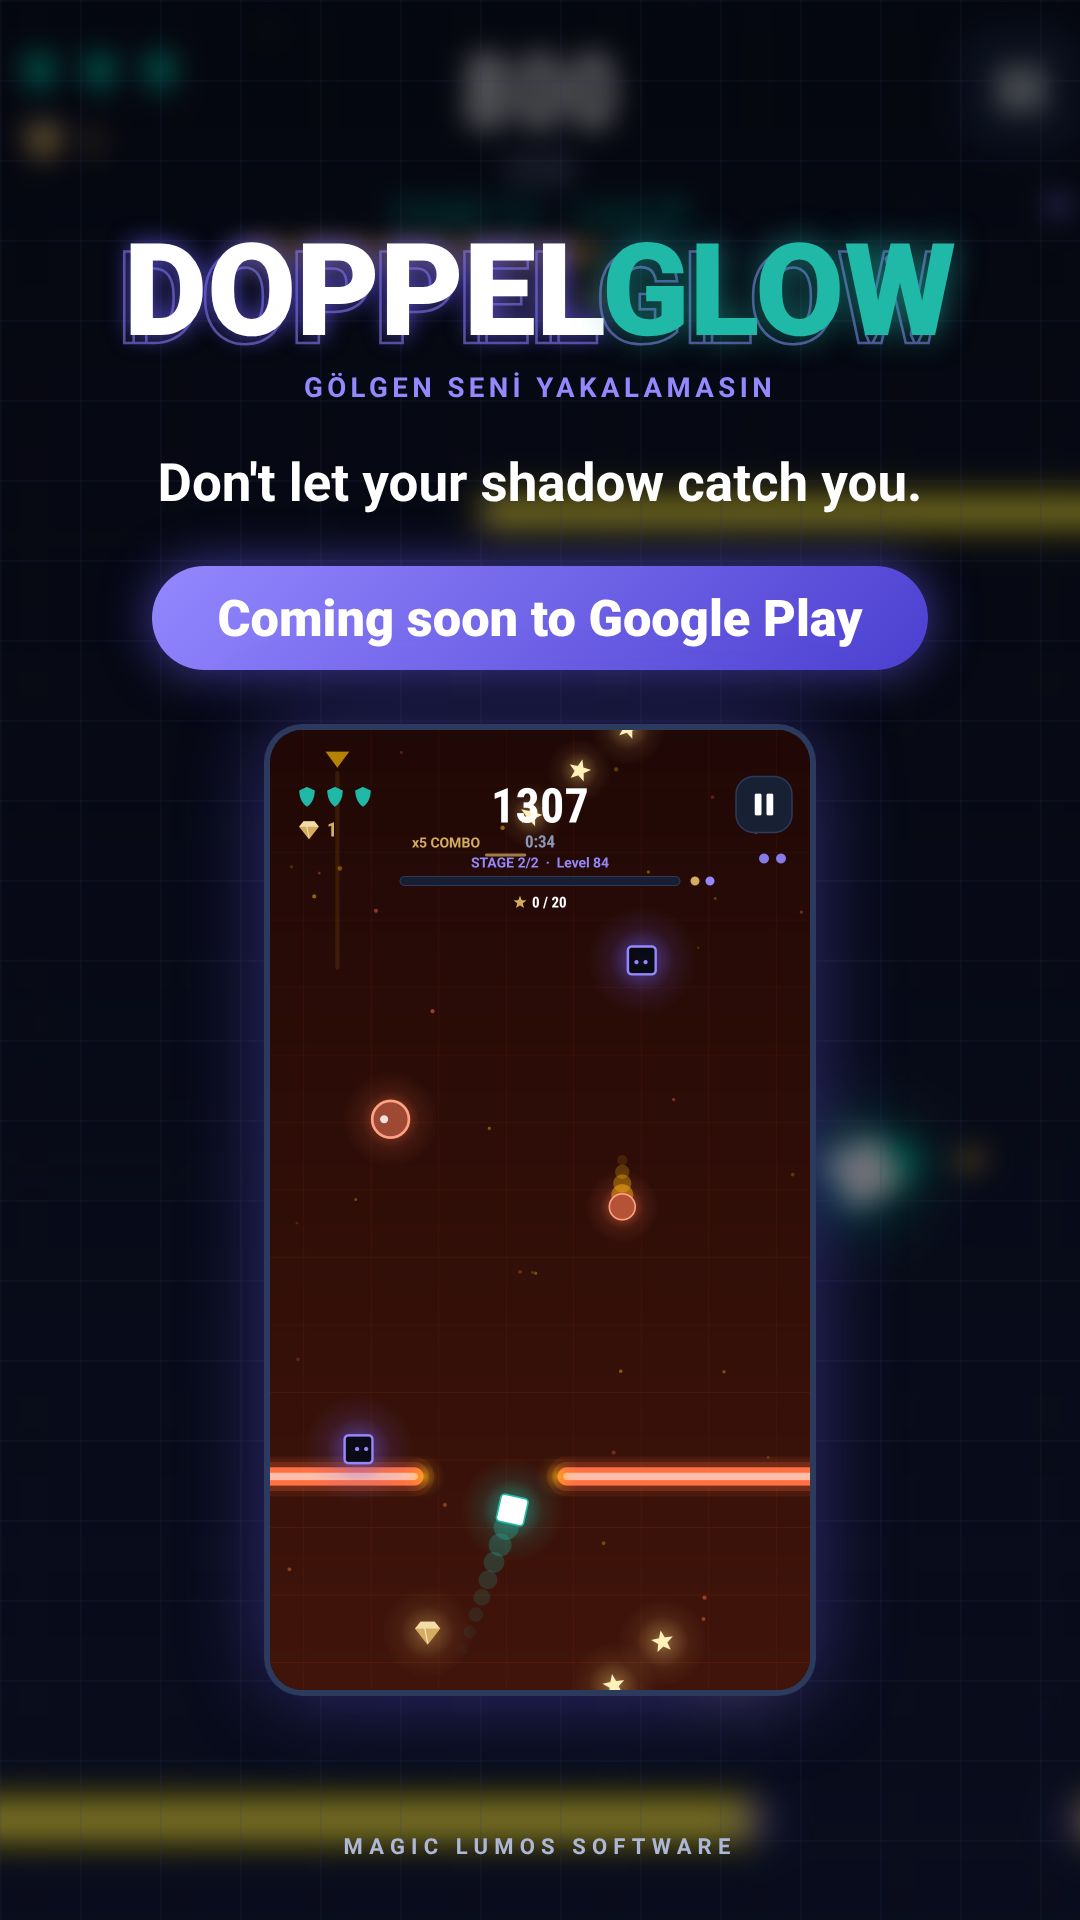 DOPPELGLOW
GÖLGEN SENİ YAKALAMASIN
Don't let your shadow catch you.
Coming soon to Google Play
1307
1
x5 COMBO
0:34
STAGE 2/2 · Level 84
0 / 20
MAGIC LUMOS SOFTWARE